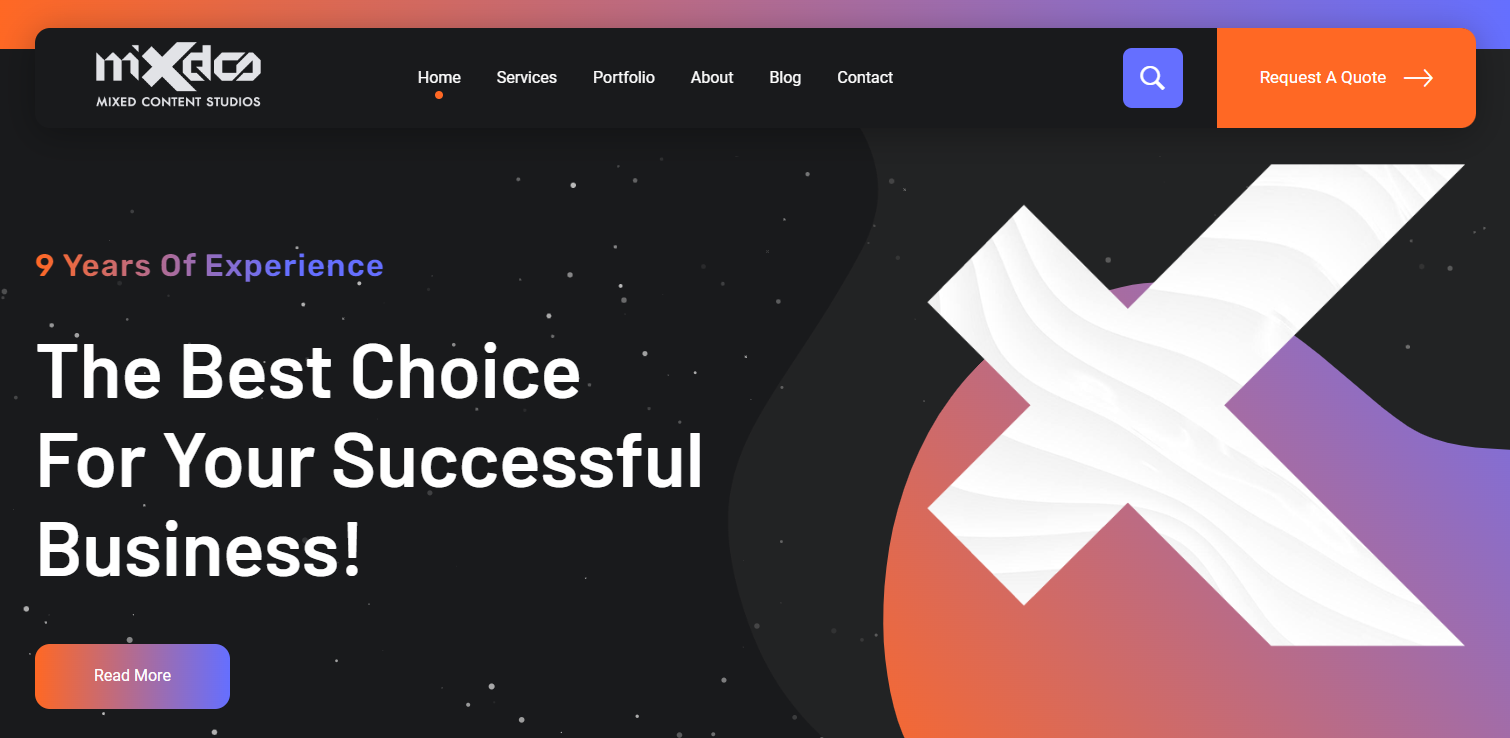 miXdco
MIXED CONTENT STUDIOS
Home
Services
Portfolio
About
Blog
Contact
Request A Quote
9 Years Of Experience
The Best Choice
For Your Successful
Business!
Read More